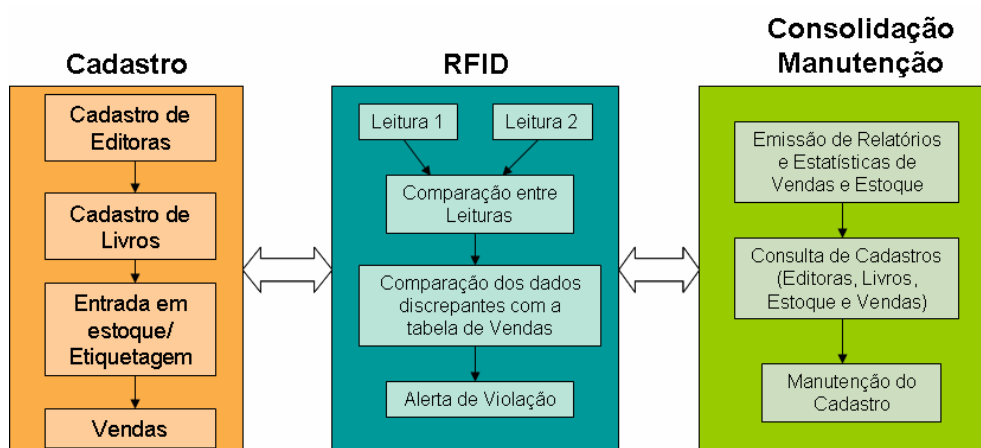 Cadastro
Cadastro de
Editoras
Cadastro de
Livros
Entrada em
estoque/
Etiquetagem
Vendas
RFID
Leitura 1
Leitura 2
Comparação entre
Leituras
Comparação dos dados
discrepantes com a
tabela de Vendas
Alerta de Violação
Consolidação
Manutenção
Emissão de Relatórios
e Estatísticas de
Vendas e Estoque
Consulta de Cadastros
(Editoras, Livros,
Estoque e Vendas)
Manutenção do
Cadastro